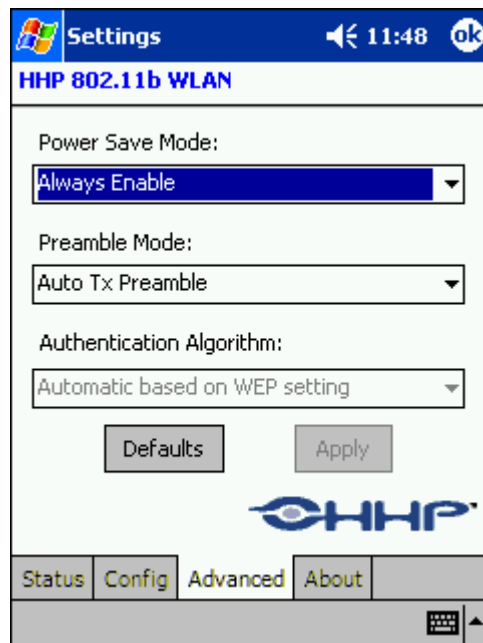 Settings 11:48 ok
HHP 802.11b WLAN
Power Save Mode:
Always Enable
Preamble Mode:
Auto Tx Preamble
Authentication Algorithm:
Automatic based on WEP setting
Defaults Apply
HHP
Status Config Advanced About